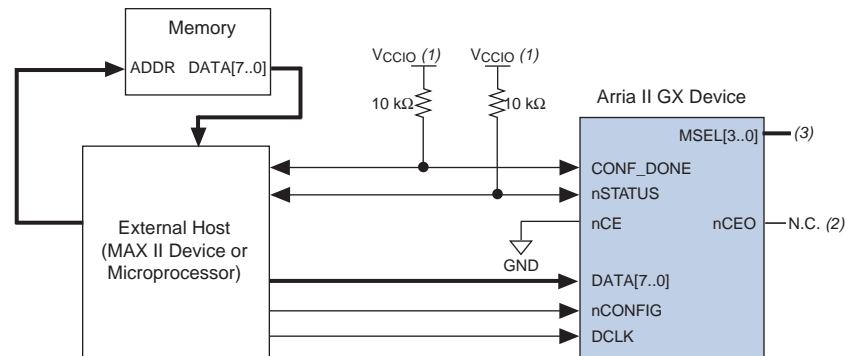 Memory
ADDR DATA[7..0]
VCCIO (1) VCCIO (1)
10 kΩ 10 kΩ
Arria II GX Device
MSEL[3..0] (3)
CONF_DONE
nSTATUS
nCE nCEO N.C. (2)
GND
External Host
(MAX II Device or
Microprocessor)
DATA[7..0]
nCONFIG
DCLK